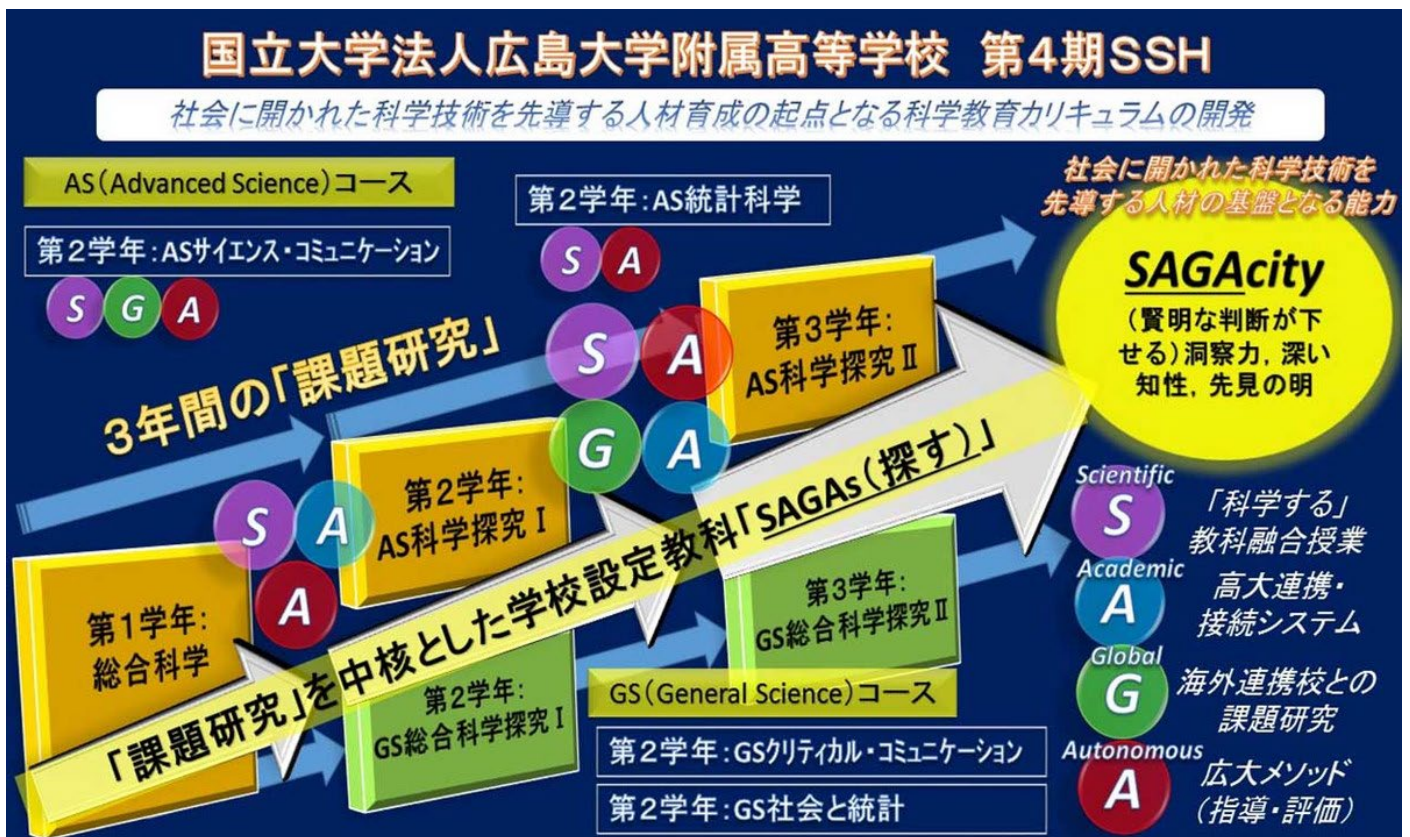 国立大学法人広島大学附属高等学校 第4期SSH
社会に開かれた科学技術を先導する人材育成の起点となる科学教育カリキュラムの開発
AS(Advanced Science)コース
第2学年:ASサイエンス・コミュニケーション
S G A
第2学年:AS統計科学
S A
社会に開かれた科学技術を
先導する人材の基盤となる能力
SAGAcity
(賢明な判断が下
せる)洞察力,深い
知性,先見の明
3年間の「課題研究」
第1学年:
総合科学
S A
A
第2学年:
AS科学探究Ⅰ
S A
G A
第3学年:
AS科学探究Ⅱ
「課題研究」を中核とした学校設定教科「SAGAs(探す)」
第2学年:
GS総合科学探究Ⅰ
第3学年:
GS総合科学探究Ⅱ
GS(General Science)コース
第2学年:GSクリティカル・コミュニケーション
第2学年:GS社会と統計
Scientific
S
「科学する」
教科融合授業
Academic
A
高大連携・
接続システム
Global
G
海外連携校との
課題研究
Autonomous
A
広大メソッド
(指導・評価)